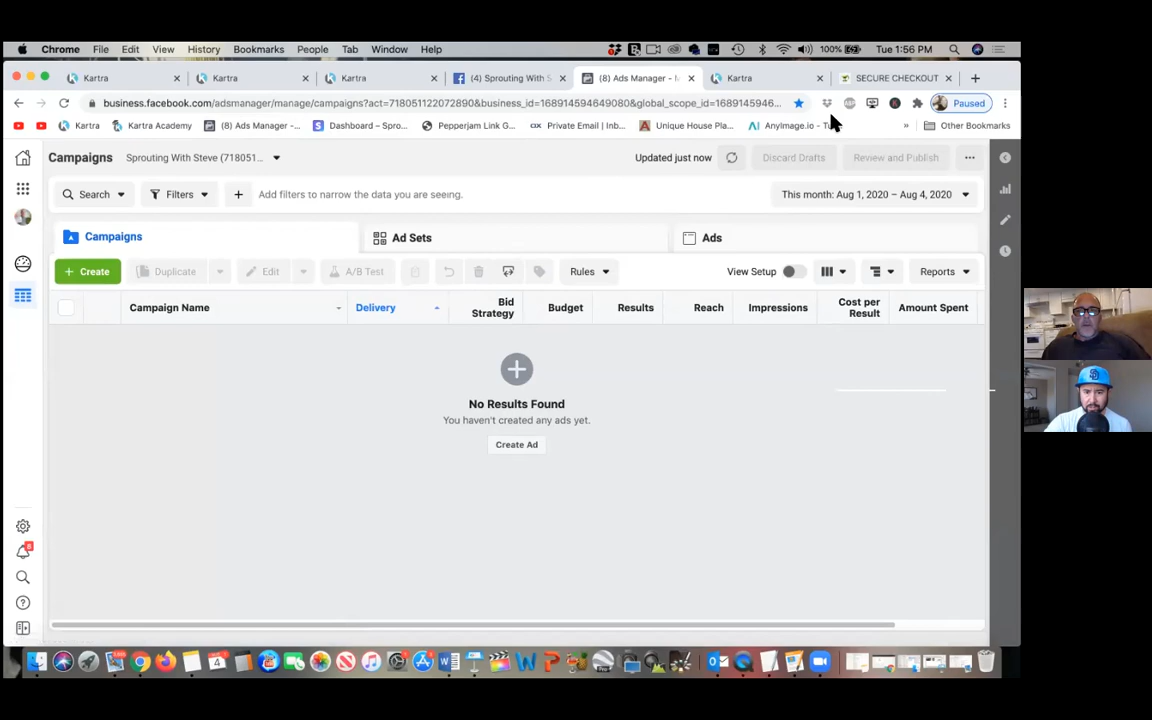 Chrome File Edit View History Bookmarks People Tab Window Help 100% Tue 1:56 PM
Kartra Kartra Kartra (4) Sprouting With S (8) Ads Manager - M Kartra SECURE CHECKOUT
business.facebook.com/adsmanager/manage/campaigns?act=718051122072890&business_id=168914594649080&global_scope_id=1689145946... Paused
Kartra Kartra Academy (8) Ads Manager -... Dashboard – Spro... Pepperjam Link G... Private Email | Inb... Unique House Pla... AnyImage.io - Tu... » Other Bookmarks
Campaigns Sprouting With Steve (718051... Updated just now Discard Drafts Review and Publish
Search Filters Add filters to narrow the data you are seeing. This month: Aug 1, 2020 – Aug 4, 2020
Campaigns Ad Sets Ads
+ Create Duplicate Edit A/B Test Rules View Setup Reports
Campaign Name Delivery Bid Strategy Budget Results Reach Impressions Cost per Result Amount Spent
No Results Found
You haven't created any ads yet.
Create Ad